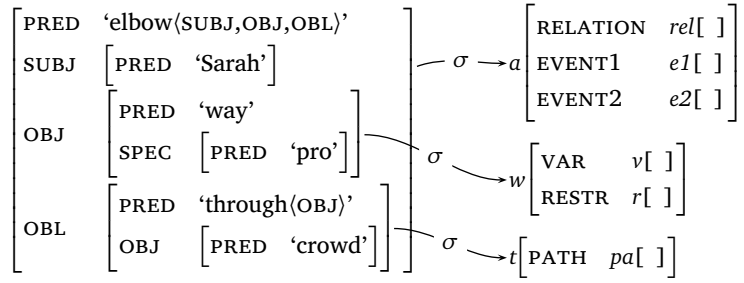 PRED ‘elbow⟨SUBJ,OBJ,OBL⟩’
SUBJ [PRED ‘Sarah’]
OBJ [PRED ‘way’
SPEC [PRED ‘pro’]]
OBL [PRED ‘through⟨OBJ⟩’
OBJ [PRED ‘crowd’]]
σ
a[RELATION rel[ ]
EVENT1 e1[ ]
EVENT2 e2[ ]]
σ
w[VAR v[ ]
RESTR r[ ]]
σ
t[PATH pa[ ]]